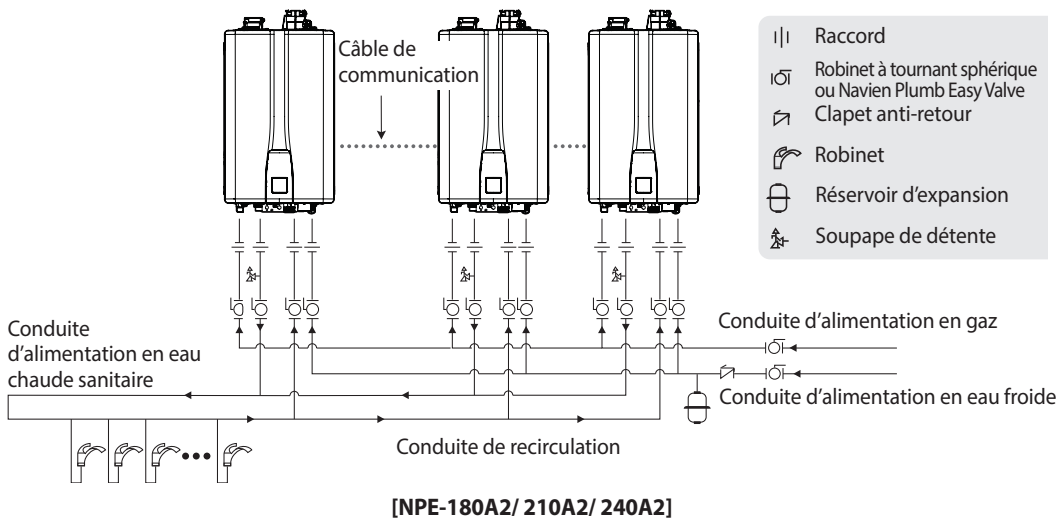 Câble de
communication
Raccord
Robinet à tournant sphérique
ou Navien Plumb Easy Valve
Clapet anti-retour
Robinet
Réservoir d'expansion
Soupape de détente
Conduite
d'alimentation en eau
chaude sanitaire
Conduite d'alimentation en gaz
Conduite d'alimentation en eau froide
Conduite de recirculation
[NPE-180A2/ 210A2/ 240A2]